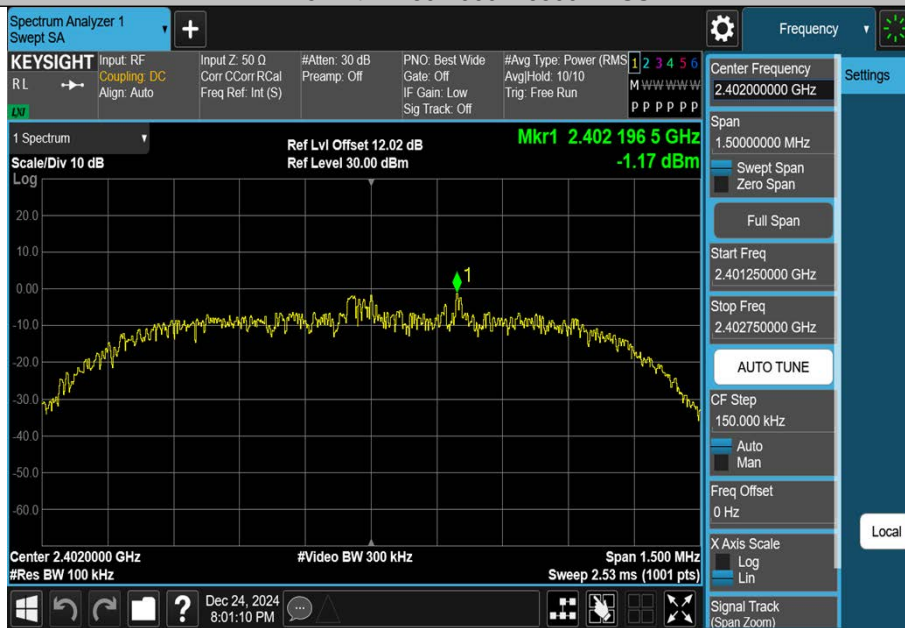 Spectrum Analyzer 1
Swept SA
+
Frequency
KEYSIGHT
RL
LXI
Input: RF
Coupling: DC
Align: Auto
Input Z: 50 Ω
Corr CCorr RCal
Freq Ref: Int (S)
#Atten: 30 dB
Preamp: Off
PNO: Best Wide
Gate: Off
IF Gain: Low
Sig Track: Off
#Avg Type: Power (RMS
Avg|Hold: 10/10
Trig: Free Run
1 2 3 4 5 6
M W W W W W
P P P P P P
1 Spectrum
Scale/Div 10 dB
Log
Ref Lvl Offset 12.02 dB
Ref Level 30.00 dBm
Mkr1 2.402 196 5 GHz
-1.17 dBm
20.0
10.0
0.00
-10.0
-20.0
-30.0
-40.0
-50.0
-60.0
1
Center 2.4020000 GHz
#Res BW 100 kHz
#Video BW 300 kHz
Span 1.500 MHz
Sweep 2.53 ms (1001 pts)
Center Frequency
2.402000000 GHz
Settings
Span
1.50000000 MHz
Swept Span
Zero Span
Full Span
Start Freq
2.401250000 GHz
Stop Freq
2.402750000 GHz
AUTO TUNE
CF Step
150.000 kHz
Auto
Man
Freq Offset
0 Hz
Local
X Axis Scale
Log
Lin
Signal Track
(Span Zoom)
?
Dec 24, 2024
8:01:10 PM